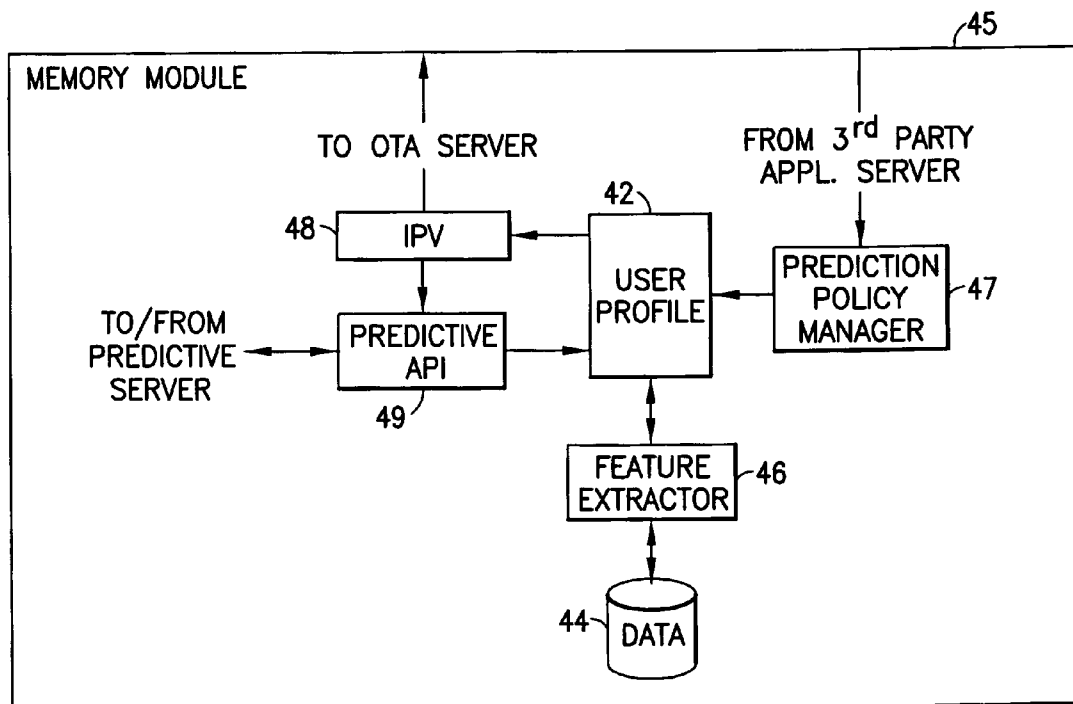 45
MEMORY MODULE
TO OTA SERVER
FROM 3rd PARTY
APPL. SERVER
42
48
IPV
USER
PROFILE
PREDICTION
POLICY
MANAGER
47
TO/FROM
PREDICTIVE
SERVER
PREDICTIVE
API
49
FEATURE
EXTRACTOR
46
44
DATA